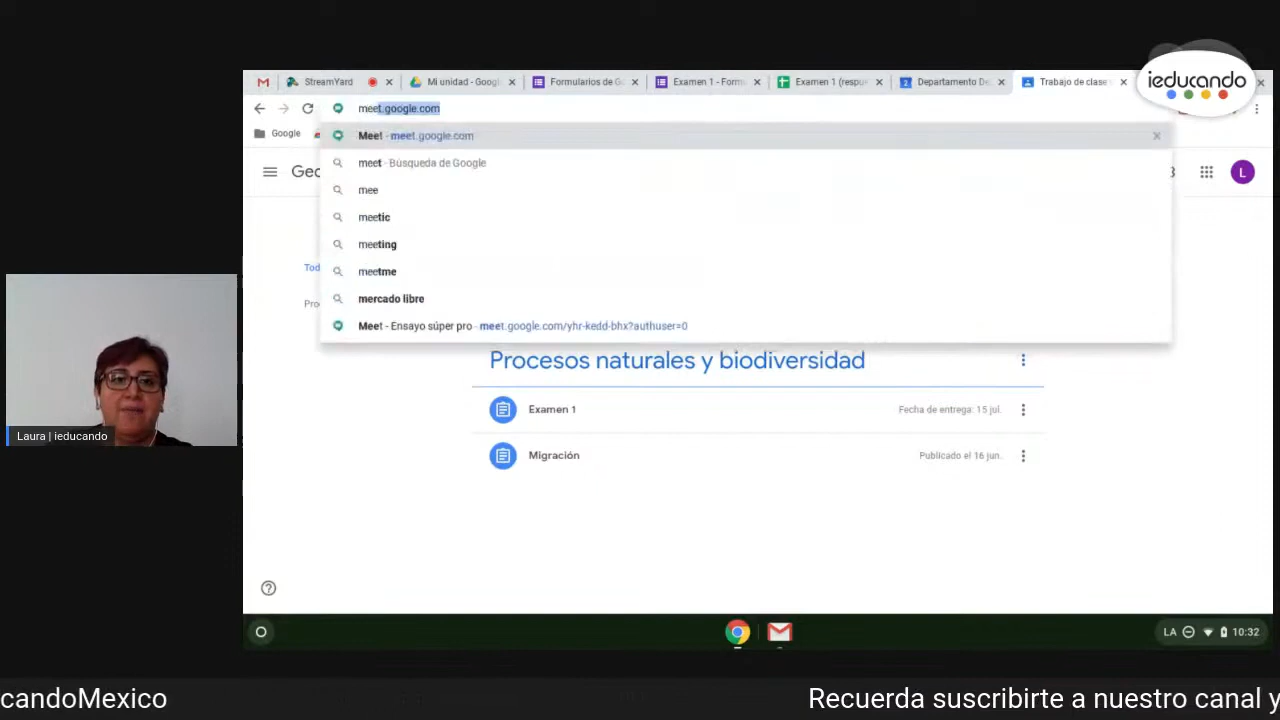 ieducando
StreamYard
Mi unidad - Googl
Formularios de G
Examen 1 - Form
Examen 1 (respu
Departamento De
Trabajo de clase
meet.google.com
Google
Meet - meet.google.com
meet - Búsqueda de Google
mee
meetic
meeting
meetme
mercado libre
Meet - Ensayo súper pro - meet.google.com/yhr-kedd-bhx?authuser=0
Geo
L
Tod
Pro
Procesos naturales y biodiversidad
Examen 1
Fecha de entrega: 15 jul.
Migración
Publicado el 16 jun.
Laura | ieducando
LA
10:32
candoMexico
Recuerda suscribirte a nuestro canal y